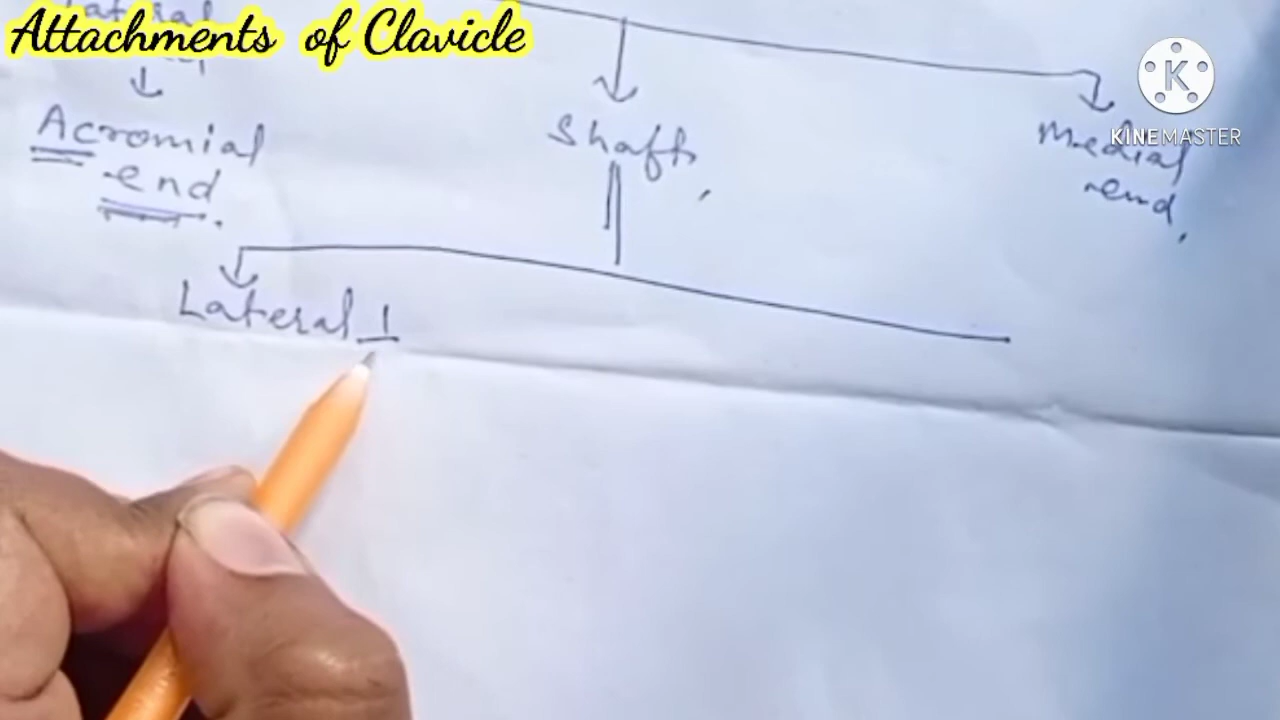 Attachments of Clavicle
K
KINEMASTER
Acromial
end.
Shaft,
Medial
end,
Lateral 1